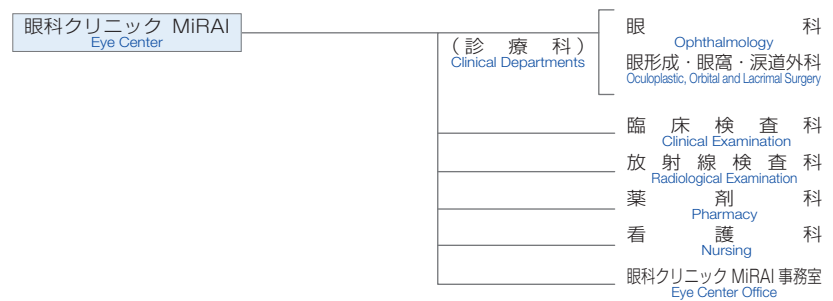 眼科クリニック MiRAI
Eye Center
(診療科)
Clinical Departments
眼科
Ophthalmology
眼形成・眼窩・涙道外科
Oculoplastic, Orbital and Lacrimal Surgery
臨床検査科
Clinical Examination
放射線検査科
Radiological Examination
薬剤科
Pharmacy
看護科
Nursing
眼科クリニック MiRAI 事務室
Eye Center Office